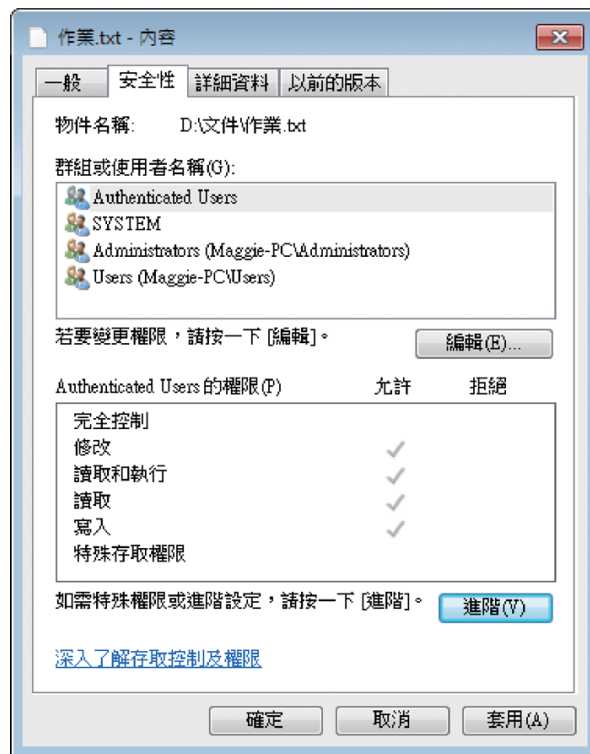 作業.txt - 內容
一般 安全性 詳細資料 以前的版本
物件名稱: D:\文件\作業.txt
群組或使用者名稱(G):
Authenticated Users
SYSTEM
Administrators (Maggie-PC\Administrators)
Users (Maggie-PC\Users)
若要變更權限，請按一下 [編輯]。 編輯(E)...
Authenticated Users 的權限(P) 允許 拒絕
完全控制
修改
讀取和執行
讀取
寫入
特殊存取權限
如需特殊權限或進階設定，請按一下 [進階]。 進階(V)
深入了解存取控制及權限
確定 取消 套用(A)